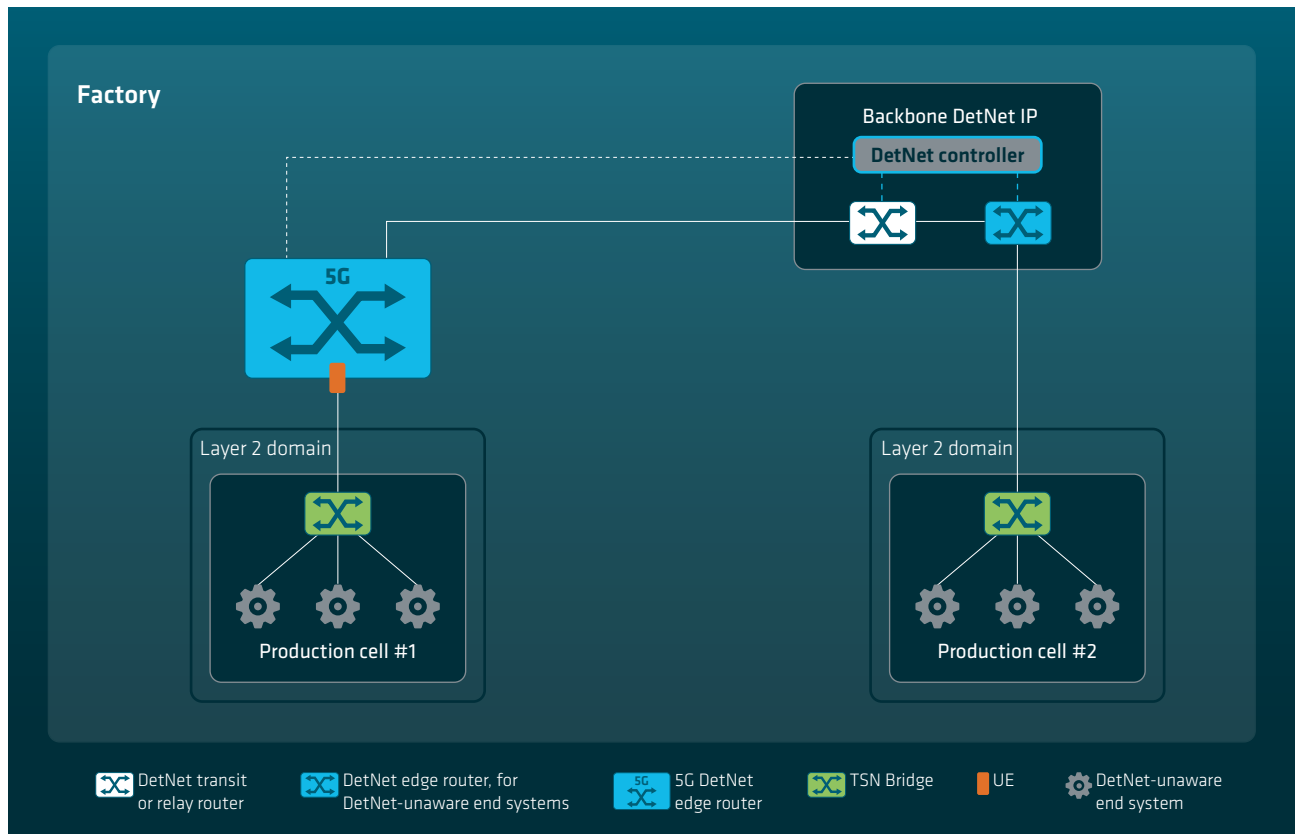 Factory
Backbone DetNet IP
DetNet controller
5G
Layer 2 domain
Layer 2 domain
Production cell #1
Production cell #2
DetNet transit
or relay router
DetNet edge router, for
DetNet-unaware end systems
5G
5G DetNet
edge router
TSN Bridge
UE
DetNet-unaware
end system